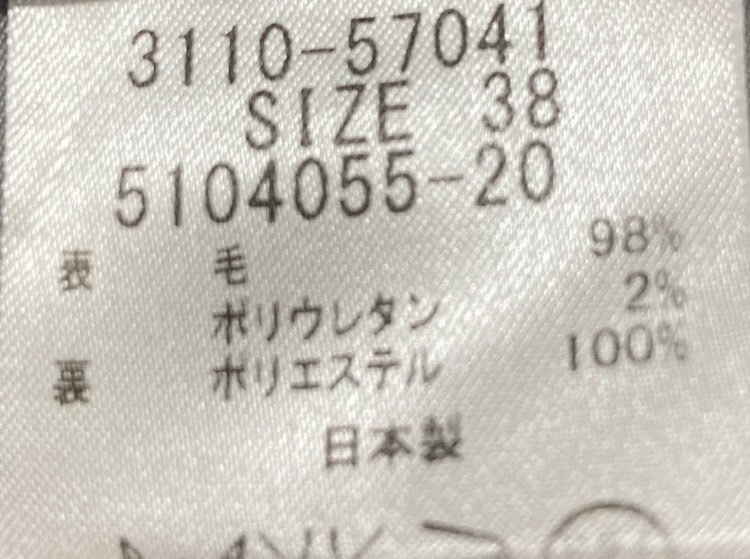 3110-57041
SIZE 38
5104055-20
表 毛 98%
ポリウレタン 2%
裏 ポリエステル 100%
日本製